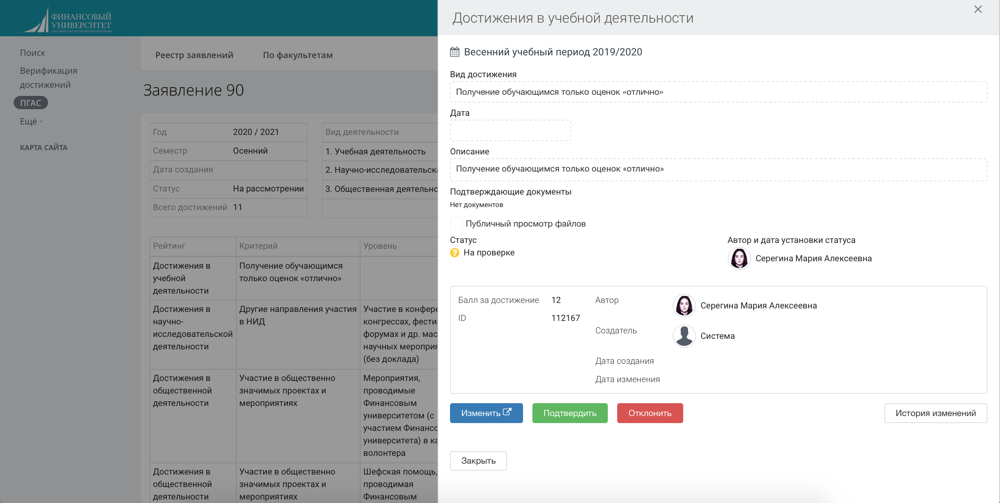 ФИНАНСОВЫЙ
УНИВЕРСИТЕТ
ПРИ ПРАВИТЕЛЬСТВЕ РОССИЙСКОЙ ФЕДЕРАЦИИ
Поиск
Верификация
достижений
ПГАС
Ещё
КАРТА САЙТА
Реестр заявлений
По факультетам
Заявление 90
Год 2020 / 2021
Семестр Осенний
Дата создания
Статус На рассмотрении
Всего достижений 11
Вид деятельности
1. Учебная деятельность
2. Научно-исследовательска
3. Общественная деятельно
Рейтинг
Критерий
Уровень
Достижения в
учебной
деятельности
Получение обучающимся
только оценок «отлично»
Достижения в
научно-
исследовательской
деятельности
Другие направления участия
в НИД
Участие в конфере
конгрессах, фести
форумах и др. мас
научных мероприя
(без доклада)
Достижения в
общественной
деятельности
Участие в общественно
значимых проектах и
мероприятиях
Мероприятия,
проводимые
Финансовым
университетом (с
участием Финансо
университета) в ка
волонтера
Достижения в
общественной
деятельности
Участие в общественно
значимых проектах и
мероприятиях
Шефская помощь,
проводимая
Финансовым
Достижения в учебной деятельности
Весенний учебный период 2019/2020
Вид достижения
Получение обучающимся только оценок «отлично»
Дата
Описание
Получение обучающимся только оценок «отлично»
Подтверждающие документы
Нет документов
Публичный просмотр файлов
Статус
? На проверке
Автор и дата установки статуса
Серегина Мария Алексеевна
Балл за достижение 12
ID 112167
Автор
Серегина Мария Алексеевна
Создатель
Система
Дата создания
Дата изменения
Изменить
Подтвердить
Отклонить
История изменений
Закрыть